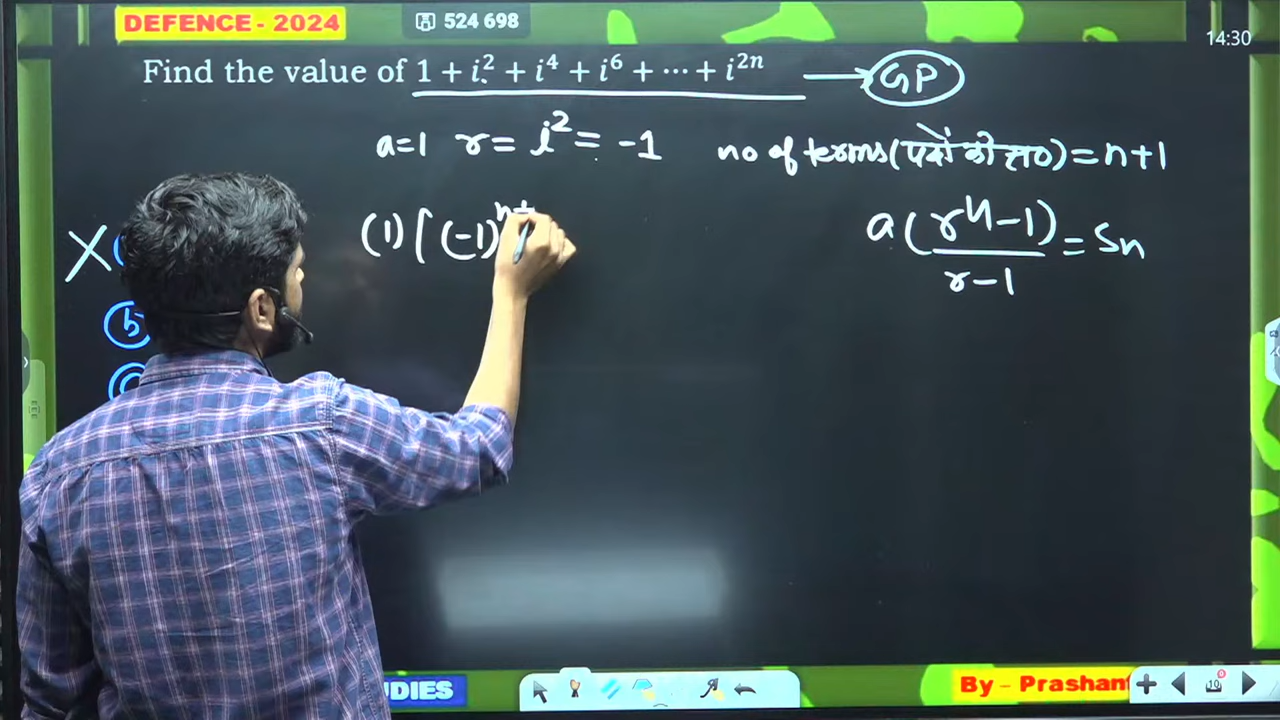 DEFENCE - 2024
524 698
14:30
Find the value of 1 + i² + i⁴ + i⁶ + ⋯ + i²ⁿ → GP
a=1 r = i² = -1 no of terms(पदों की सं०) = n+1
(1) [(-1)ⁿ⁺
a(rⁿ-1)/r-1 = Sn
b
UDIES
By – Prashan
10